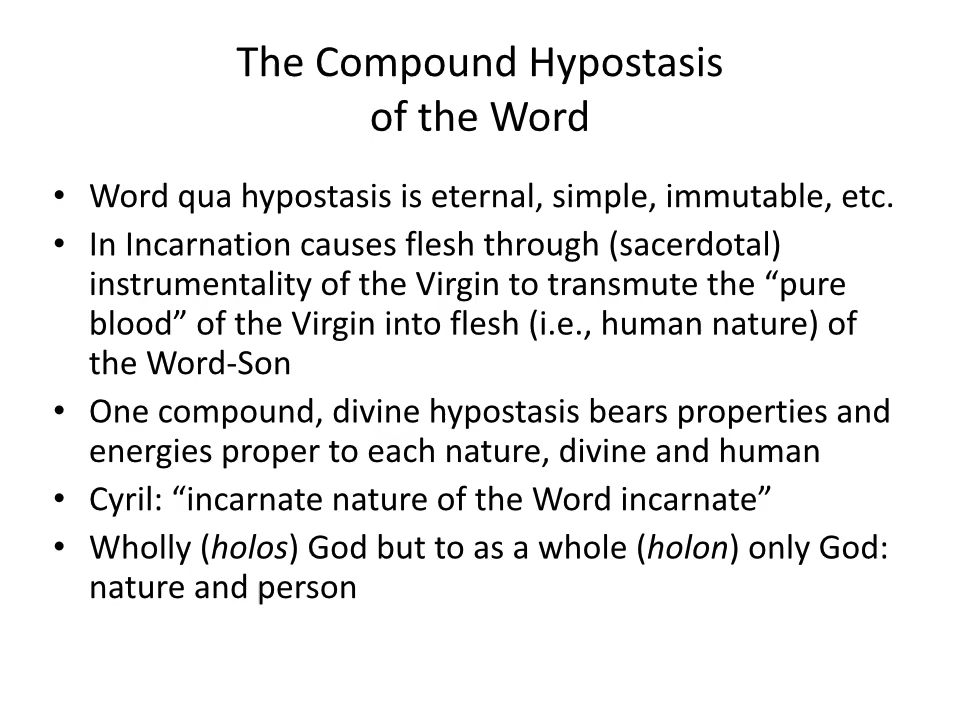 The Compound Hypostasis
of the Word
• Word qua hypostasis is eternal, simple, immutable, etc.
• In Incarnation causes flesh through (sacerdotal)
instrumentality of the Virgin to transmute the “pure
blood” of the Virgin into flesh (i.e., human nature) of
the Word-Son
• One compound, divine hypostasis bears properties and
energies proper to each nature, divine and human
• Cyril: “incarnate nature of the Word incarnate”
• Wholly (holos) God but to as a whole (holon) only God:
nature and person